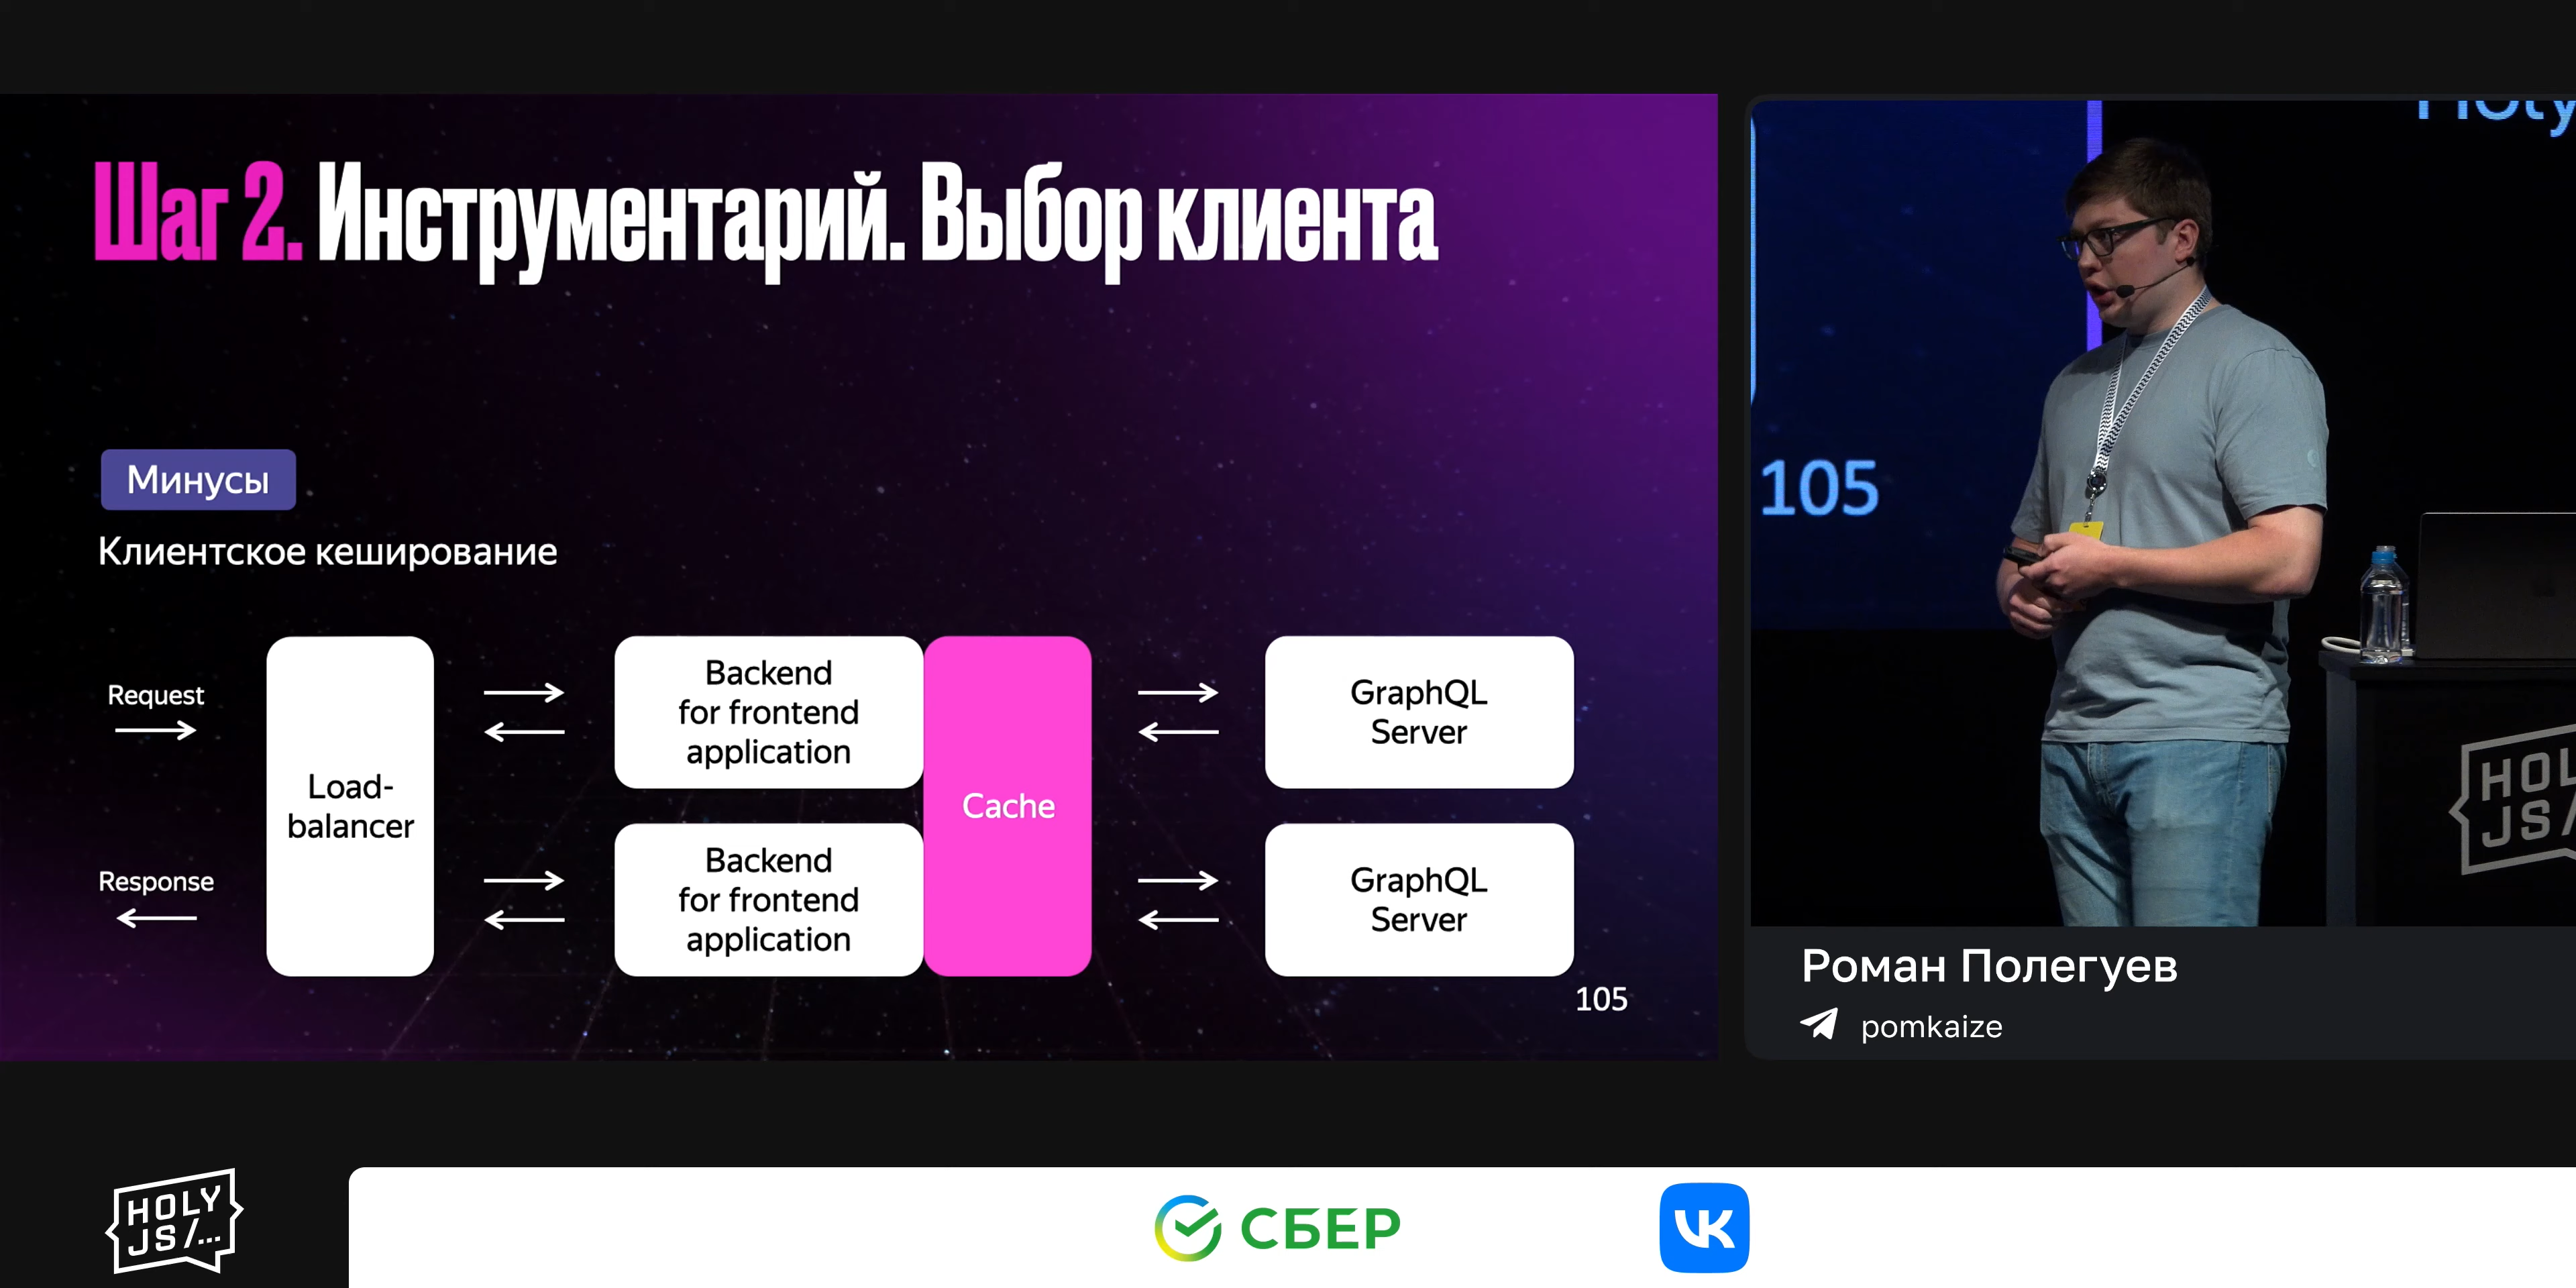 Шаг 2. Инструментарий. Выбор клиента
Минусы
Клиентское кеширование
Request
Response
Load-
balancer
Backend
for frontend
application
Backend
for frontend
application
Cache
GraphQL
Server
GraphQL
Server
105
Holy
105
HOL
JS/
Роман Полегуев
pomkaize
HOLY
JS/...
СБЕР
VK